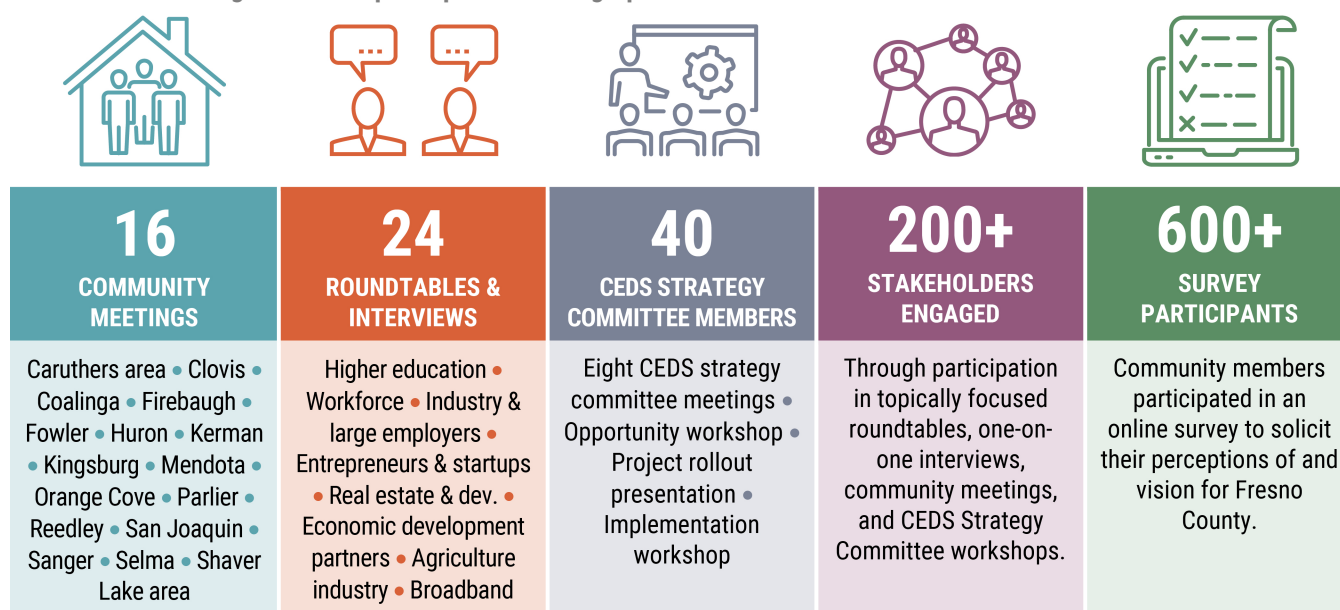 16
COMMUNITY
MEETINGS
Caruthers area • Clovis •
Coalinga • Firebaugh •
Fowler • Huron • Kerman
• Kingsburg • Mendota •
Orange Cove • Parlier •
Reedley • San Joaquin •
Sanger • Selma • Shaver
Lake area
24
ROUNDTABLES &
INTERVIEWS
Higher education •
Workforce • Industry &
large employers •
Entrepreneurs & startups
• Real estate & dev. •
Economic development
partners • Agriculture
industry • Broadband
40
CEDS STRATEGY
COMMITTEE MEMBERS
Eight CEDS strategy
committee meetings •
Opportunity workshop •
Project rollout
presentation •
Implementation
workshop
200+
STAKEHOLDERS
ENGAGED
Through participation
in topically focused
roundtables, one-on-
one interviews,
community meetings,
and CEDS Strategy
Committee workshops.
600+
SURVEY
PARTICIPANTS
Community members
participated in an
online survey to solicit
their perceptions of and
vision for Fresno
County.